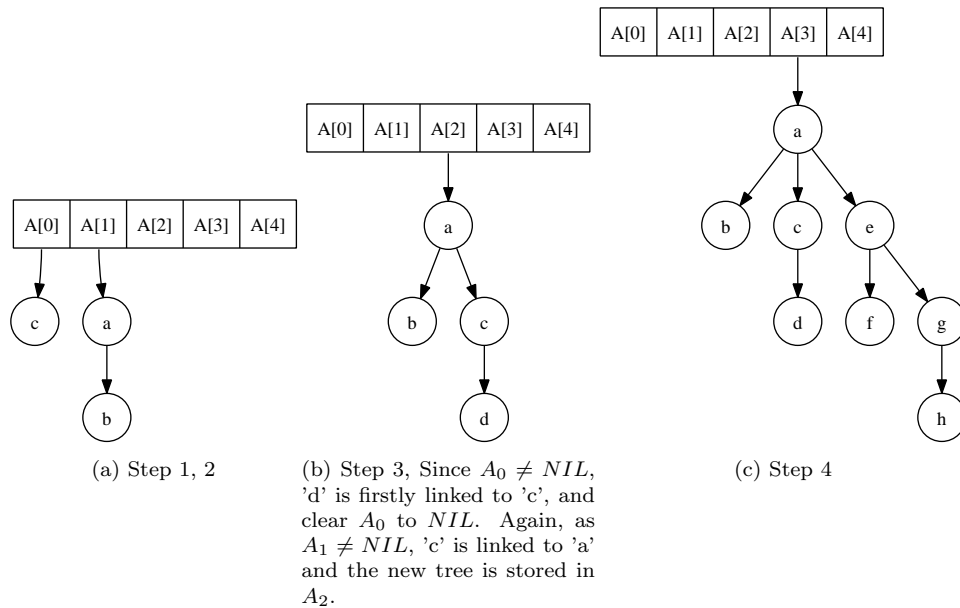 A[0] A[1] A[2] A[3] A[4]
c a
b
(a) Step 1, 2
A[0] A[1] A[2] A[3] A[4]
a
b c
d
(b) Step 3, Since A₀ ≠ NIL,
'd' is firstly linked to 'c', and
clear A₀ to NIL. Again, as
A₁ ≠ NIL, 'c' is linked to 'a'
and the new tree is stored in
A₂.
A[0] A[1] A[2] A[3] A[4]
a
b c e
d f g
h
(c) Step 4